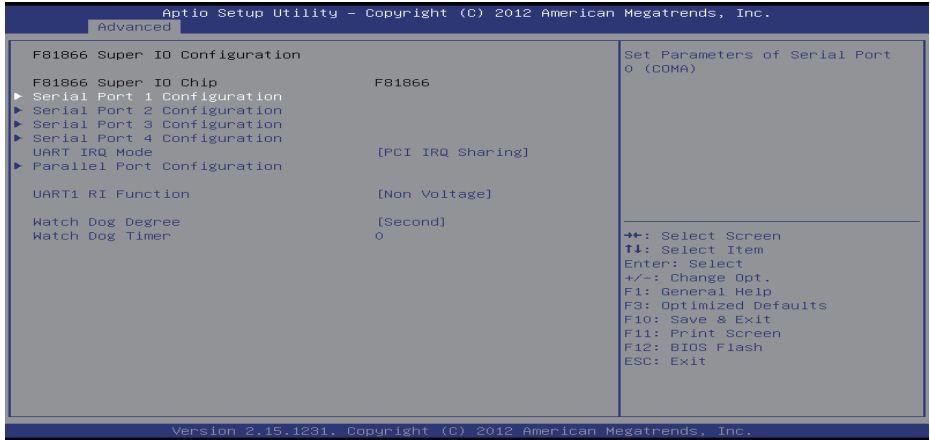 Aptio Setup Utility – Copyright (C) 2012 American Megatrends, Inc.
Advanced
F81866 Super IO Configuration
F81866 Super IO Chip F81866
▶ Serial Port 1 Configuration
▶ Serial Port 2 Configuration
▶ Serial Port 3 Configuration
▶ Serial Port 4 Configuration
UART IRQ Mode [PCI IRQ Sharing]
▶ Parallel Port Configuration
UART1 RI Function [Non Voltage]
Watch Dog Degree [Second]
Watch Dog Timer 0
Set Parameters of Serial Port
0 (COMA)
→←: Select Screen
↑↓: Select Item
Enter: Select
+/-: Change Opt.
F1: General Help
F3: Optimized Defaults
F10: Save & Exit
F11: Print Screen
F12: BIOS Flash
ESC: Exit
Version 2.15.1231. Copyright (C) 2012 American Megatrends, Inc.